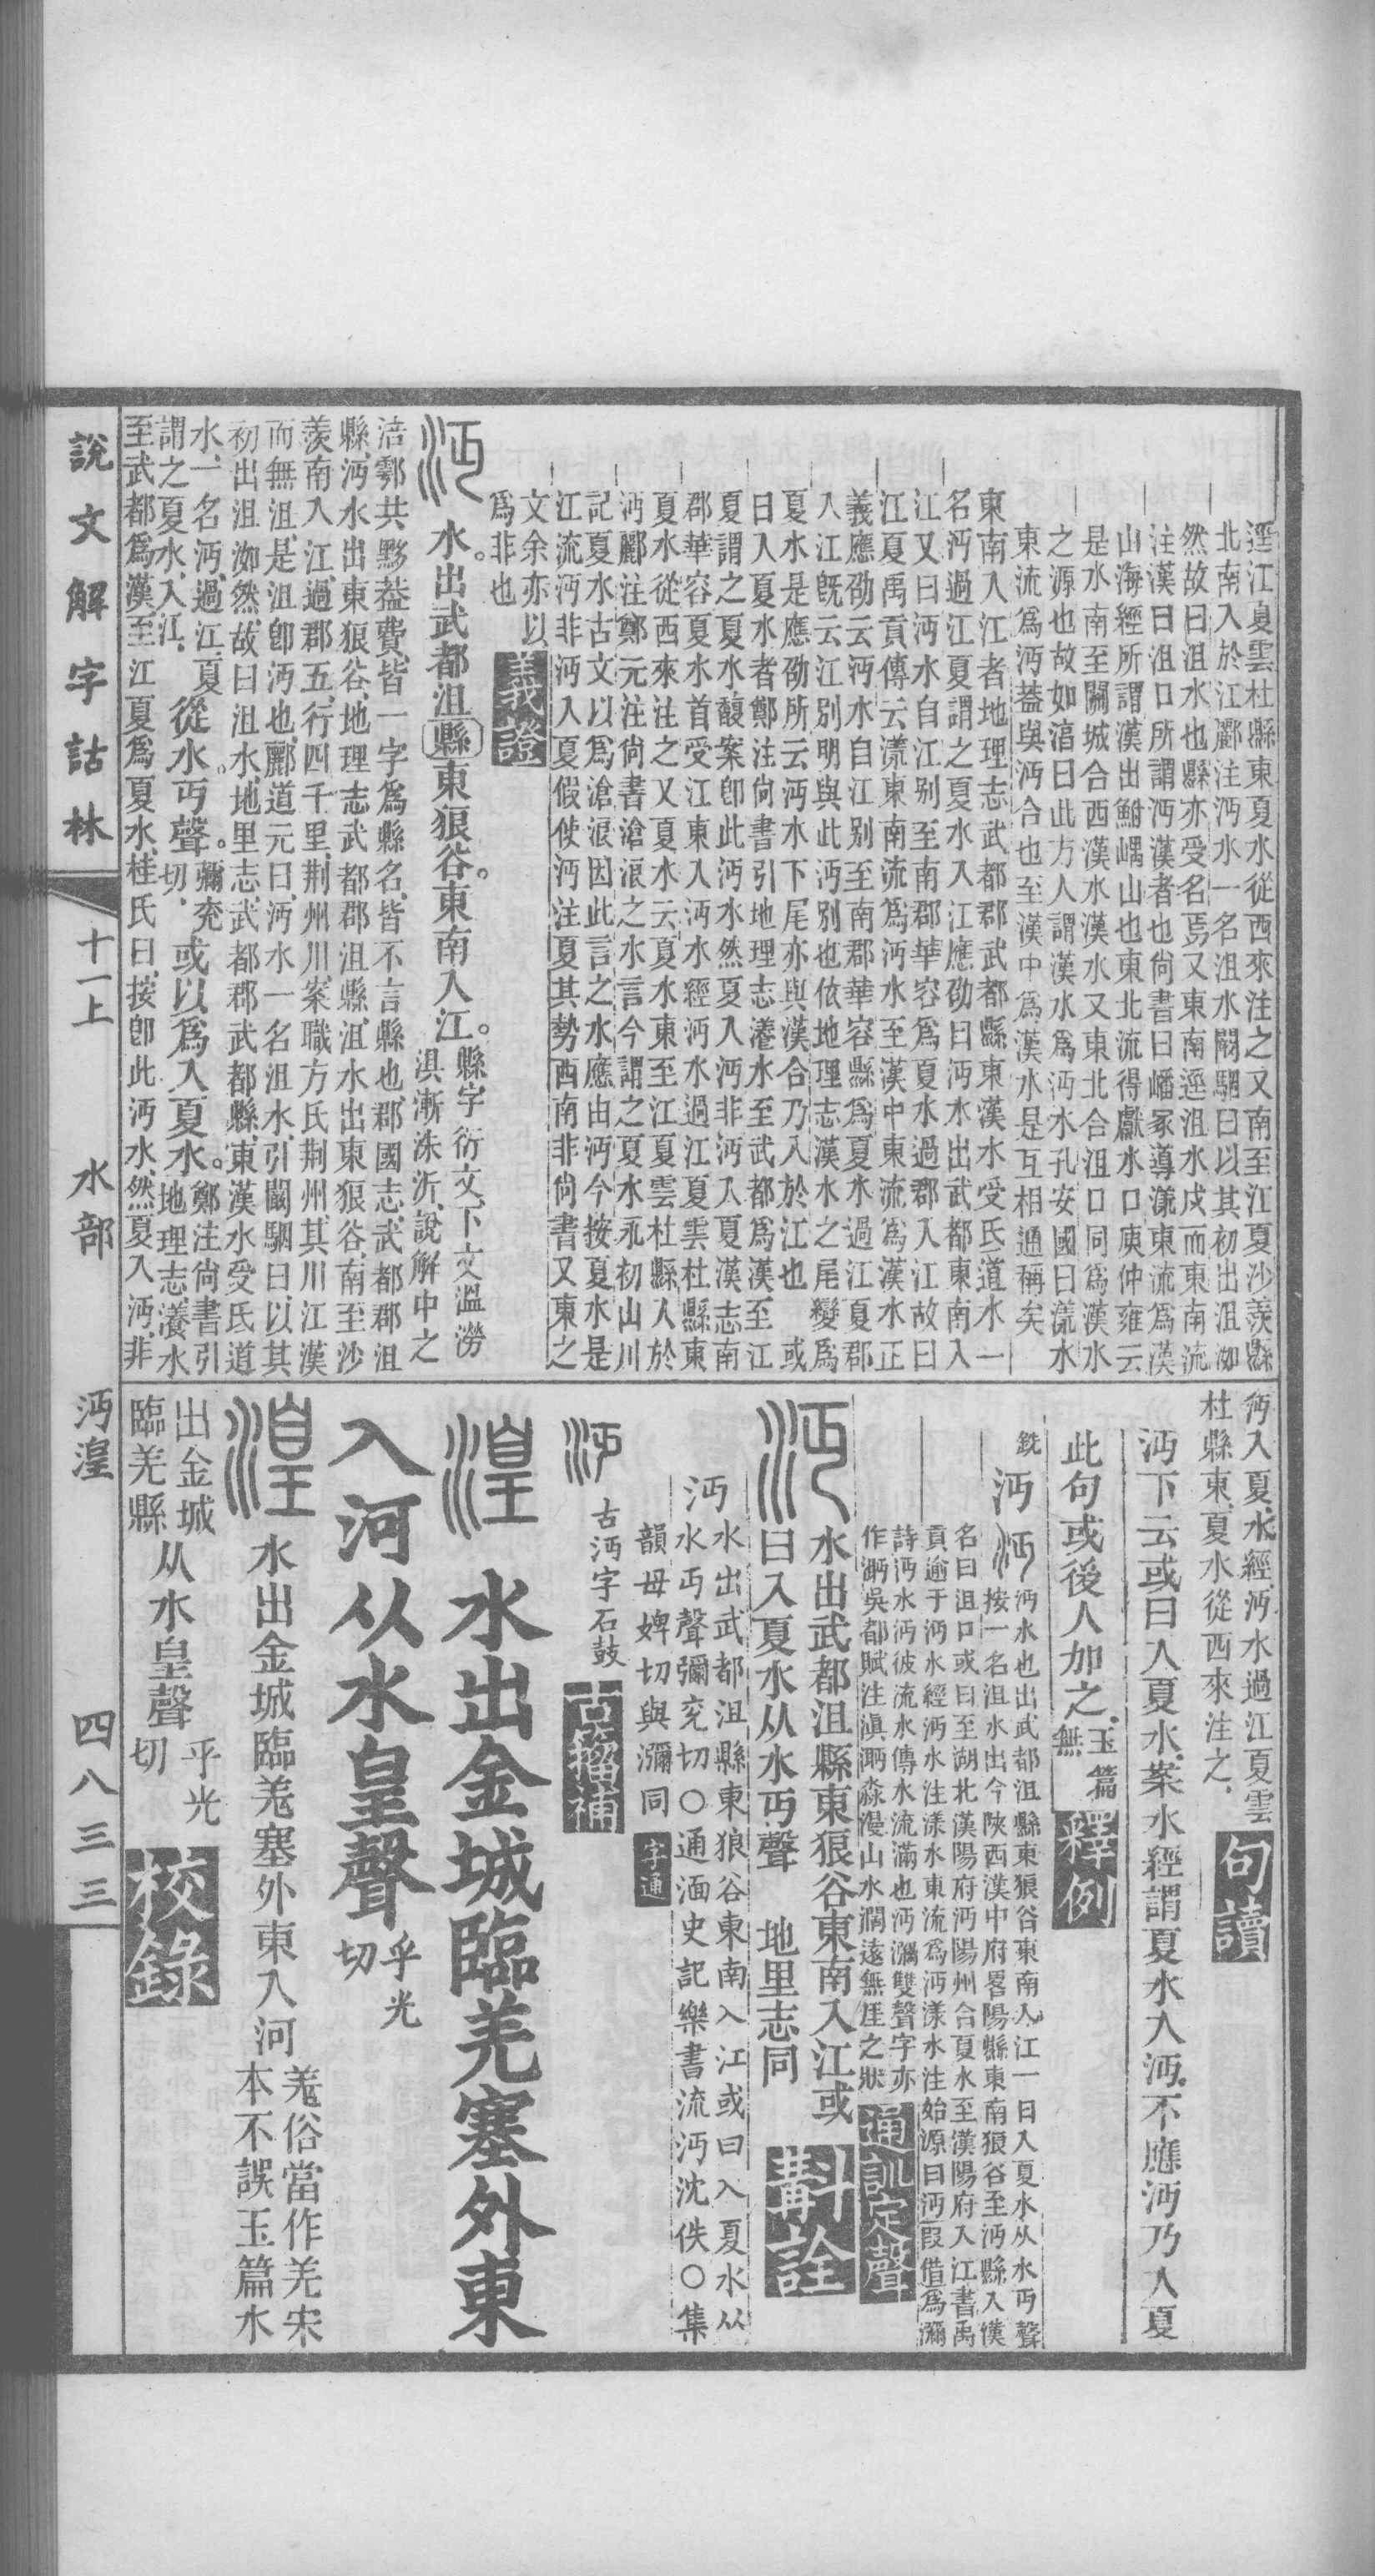 逕江夏雲杜縣東夏水從西來注之又南至江夏沙羨縣
北南入於江酈注沔水一名沮水闞駰曰以其初出沮洳
然故曰沮水也縣亦受名焉又東南逕沮水戍而東南流
注漢曰沮口所謂沔漢者也尙書曰嶓冢導漾東流爲漢
山海經所謂漢出鮒嵎山也東北流得獻水口庾仲雍云
是水南至關城合西漢水漢水又東北合沮口同爲漢水
之源也故如湻曰此方人謂漢水爲沔水孔安國曰漾水
東流爲沔葢與沔合也至漢中爲漢水是互相通稱矣
東南入江者地理志武都郡武都縣東漢水受氐道水一
名沔過江夏謂之夏水入江應劭曰沔水出武都東南入
江又曰沔水自江別至南郡華容爲夏水過郡入江故曰
江夏禹貢傳云漾東南流爲沔水至漢中東流爲漢水正
義應劭云沔水自江別至南郡華容縣爲夏水過江夏郡
入江旣云江別明與此沔別也依地理志漢水之尾變爲
夏水是應劭所云沔水下尾亦與漢合乃入於江也　或
曰入夏水者鄭注尙書引地理志瀁水至武都爲漢至江
夏謂之夏水馥案卽此沔水然夏入沔非沔入夏漢志南
郡華容夏水首受江東入沔水經沔水過江夏雲杜縣東
夏水從西來注之又夏水云夏水東至江夏雲杜縣入於
沔酈注鄭元注尙書滄浪之水言今謂之夏水永初山川
記夏水古文以爲滄浪因此言之水應由沔今按夏水是
江流沔非沔入夏假使沔注夏其勢西南非尙書又東之
文余亦以
爲非也
義證
沔　水。出武都沮縣東狼谷。東南入江。縣字衍文、下文溫涝
淇漸洙沂、說解中之
涪鄠共黟葢費、皆一字爲縣名、皆不言縣也、郡國志、武都郡沮
縣、沔水出東狼谷、地理志武都郡沮縣、沮水出東狼谷、南至沙
羨南入江、過郡五、行四千里、荆州川、案職方氏荆州、其川江漢
而無沮、是沮卽沔也、酈道元曰、沔水一名沮水、引闞駰曰以其
初出沮洳然、故曰沮水、地里志、武都郡武都縣、東漢水受氐道
水、一名沔、過江夏
謂之夏水、入江、從水丏聲。彌兖
切、或以爲入夏水。鄭注尙書引
地理志瀁水
至武都爲漢至江夏爲夏水、桂氏曰、按卽此沔水、然夏入沔、非
沔入夏、水經、沔水過江夏雲
杜縣東、夏水從西來注之、
句讀
沔下云或曰入夏水、案水經謂夏水入沔、不應沔乃入夏
此句或後人加之、玉篇
無
釋例
銑
沔　沔　沔水也出武都沮縣東狼谷東南入江一曰入夏水从水丏聲
按一名沮水出今陜西漢中府畧陽縣東南狼谷至沔縣入漢
名曰沮口或曰至湖北漢陽府沔陽州合夏水至漢陽府入江書禹
貢逾于沔水經沔水注漾水東流爲沔漾水注始源曰沔叚借爲瀰
詩沔水沔彼流水傳水流滿也沔瀰雙聲字亦
作㴐吳都賦注滇㴐淼漫山水濶遠無厓之狀
通訓定聲
沔　水出武都沮縣東狼谷東南入江或
曰入夏水从水丏聲　地里志同
斠詮
沔　水出武都沮縣東狼谷東南入江或曰入夏水从
水丏聲彌兖切○通湎史記樂書流沔沈佚○集
韻母婢切與瀰同
字通
沔　古沔字石鼓
古籀補
湟　水出金城臨羌塞外東
入河从水皇聲乎光
切
湟　水出金城臨羗塞外東入河羗俗當作羌宋
本不誤玉篇水
出金城
臨羌縣从水皇聲乎光
切
校錄
說文解字詁林　十一上　水部　沔湟　四八三三